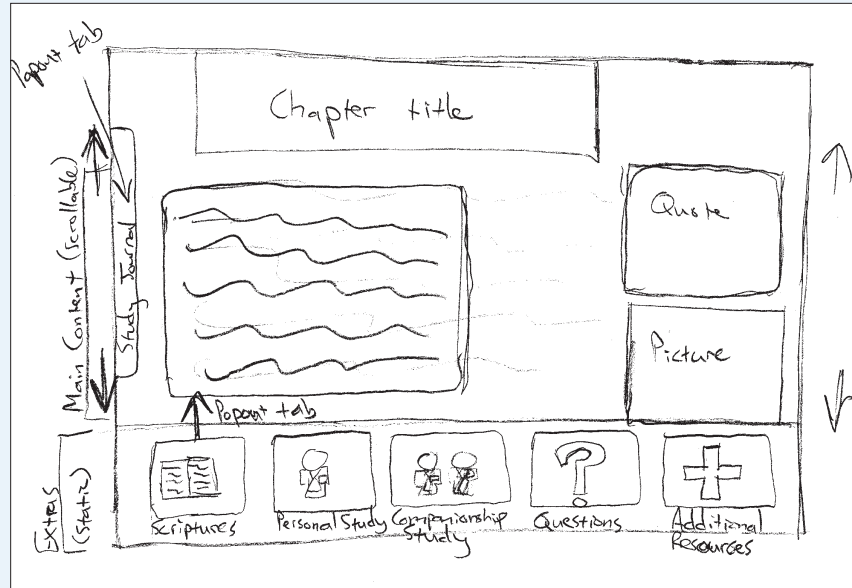 Popout tab
Chapter title
Main Content (scrollable)
Study Journal
Quote
Picture
Popout tab
Extras
(static)
Scriptures
Personal Study
Companionship
Study
Questions
Additional
Resources